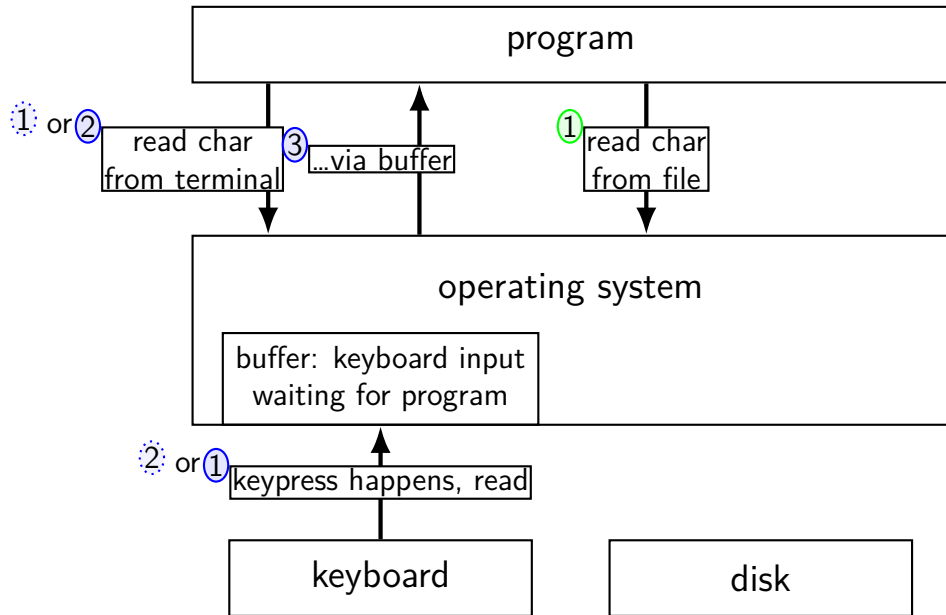 program
1 or 2
read char
from terminal
3
...via buffer
1
read char
from file
operating system
buffer: keyboard input
waiting for program
2 or 1
keypress happens, read
keyboard
disk